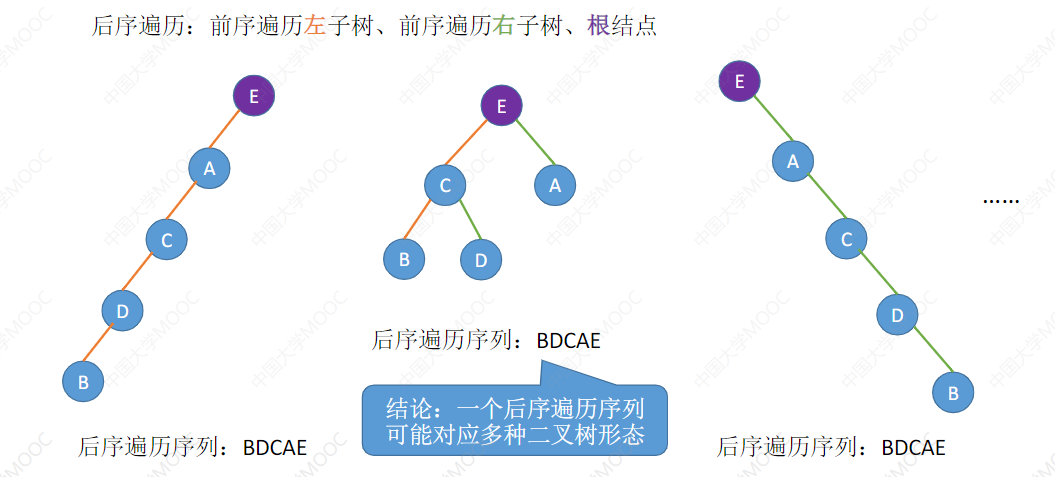 后序遍历：前序遍历左子树、前序遍历右子树、根结点
E
A
C
D
B
后序遍历序列：BDCAE
E
C
A
B
D
后序遍历序列：BDCAE
结论：一个后序遍历序列
可能对应多种二叉树形态
E
A
C
D
B
后序遍历序列：BDCAE
……
中国大学MOOC